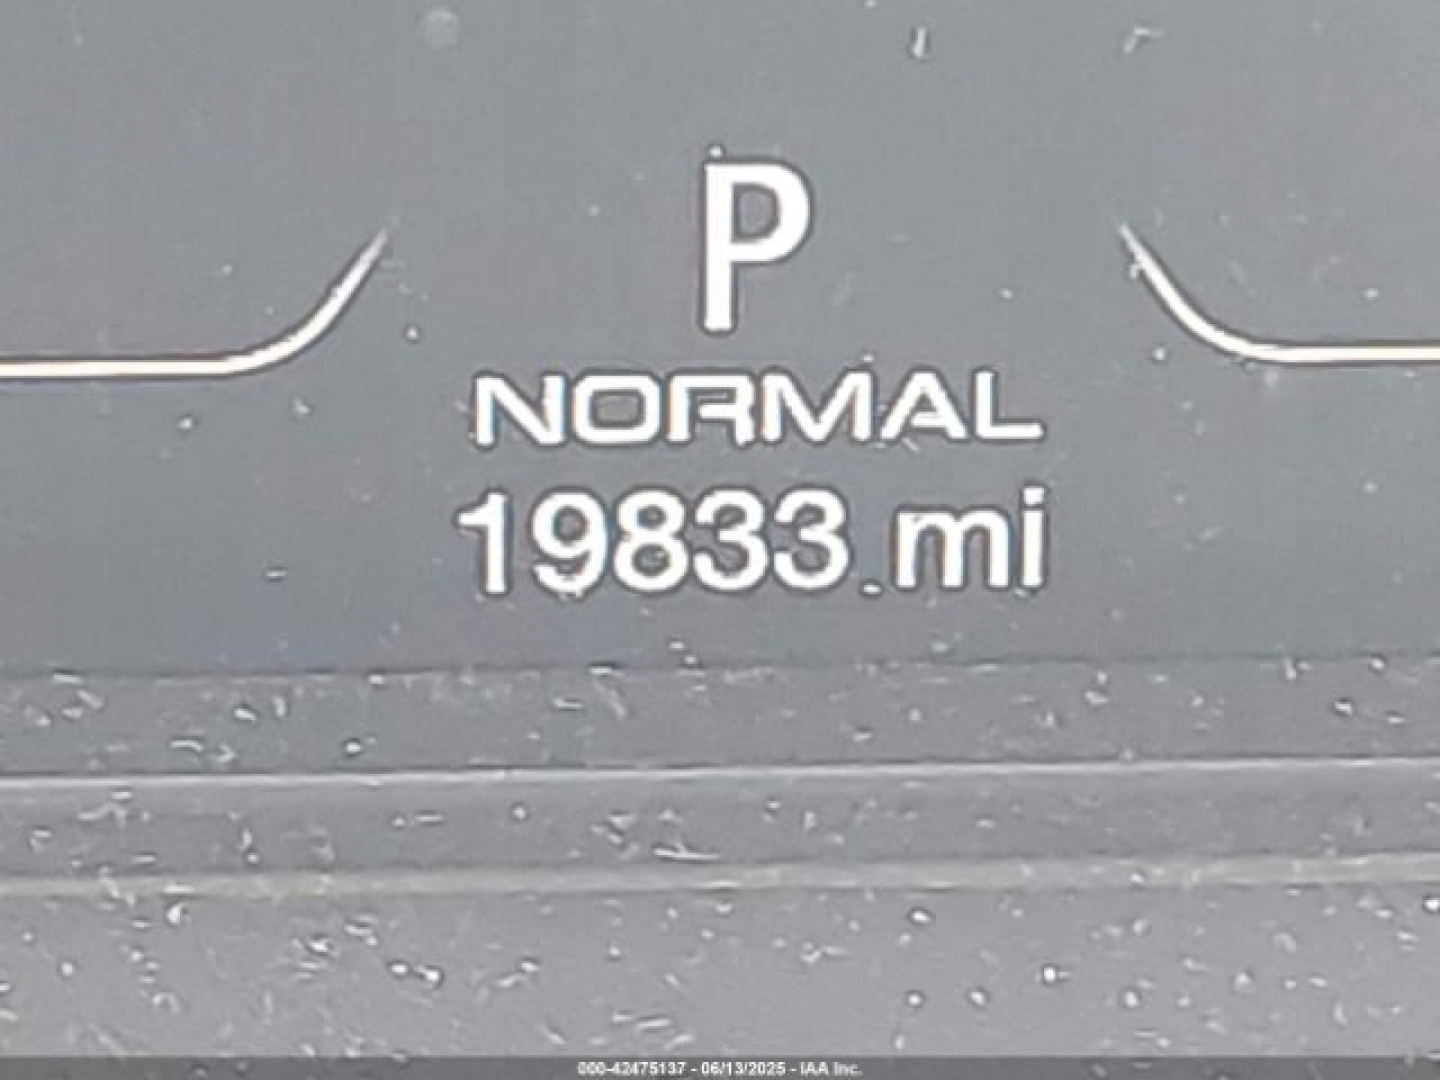 P
NORMAL
19833 mi
000-42475137 - 06/13/2025 - IAA Inc.